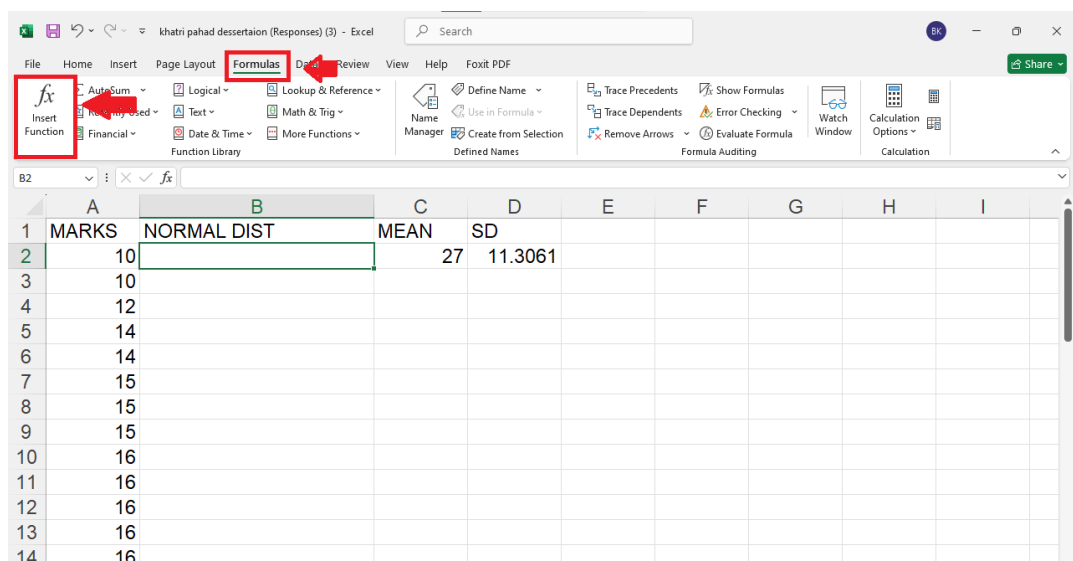 khatri pahad dessertaion (Responses) (3) - Excel
Search
BK
File Home Insert Page Layout Formulas Review View Help Foxit PDF
Share
fx
Insert
Function
AutoSum
Financial
Logical
Text
Date & Time
Lookup & Reference
Math & Trig
More Functions
Function Library
Name
Manager
Define Name
Use in Formula
Create from Selection
Defined Names
Trace Precedents
Trace Dependents
Remove Arrows
Show Formulas
Error Checking
Evaluate Formula
Formula Auditing
Watch
Window
Calculation
Options
Calculation
B2 fx
A B C D E F G H I
1 MARKS NORMAL DIST MEAN SD
2 10 27 11.3061
3 10
4 12
5 14
6 14
7 15
8 15
9 15
10 16
11 16
12 16
13 16
14 16